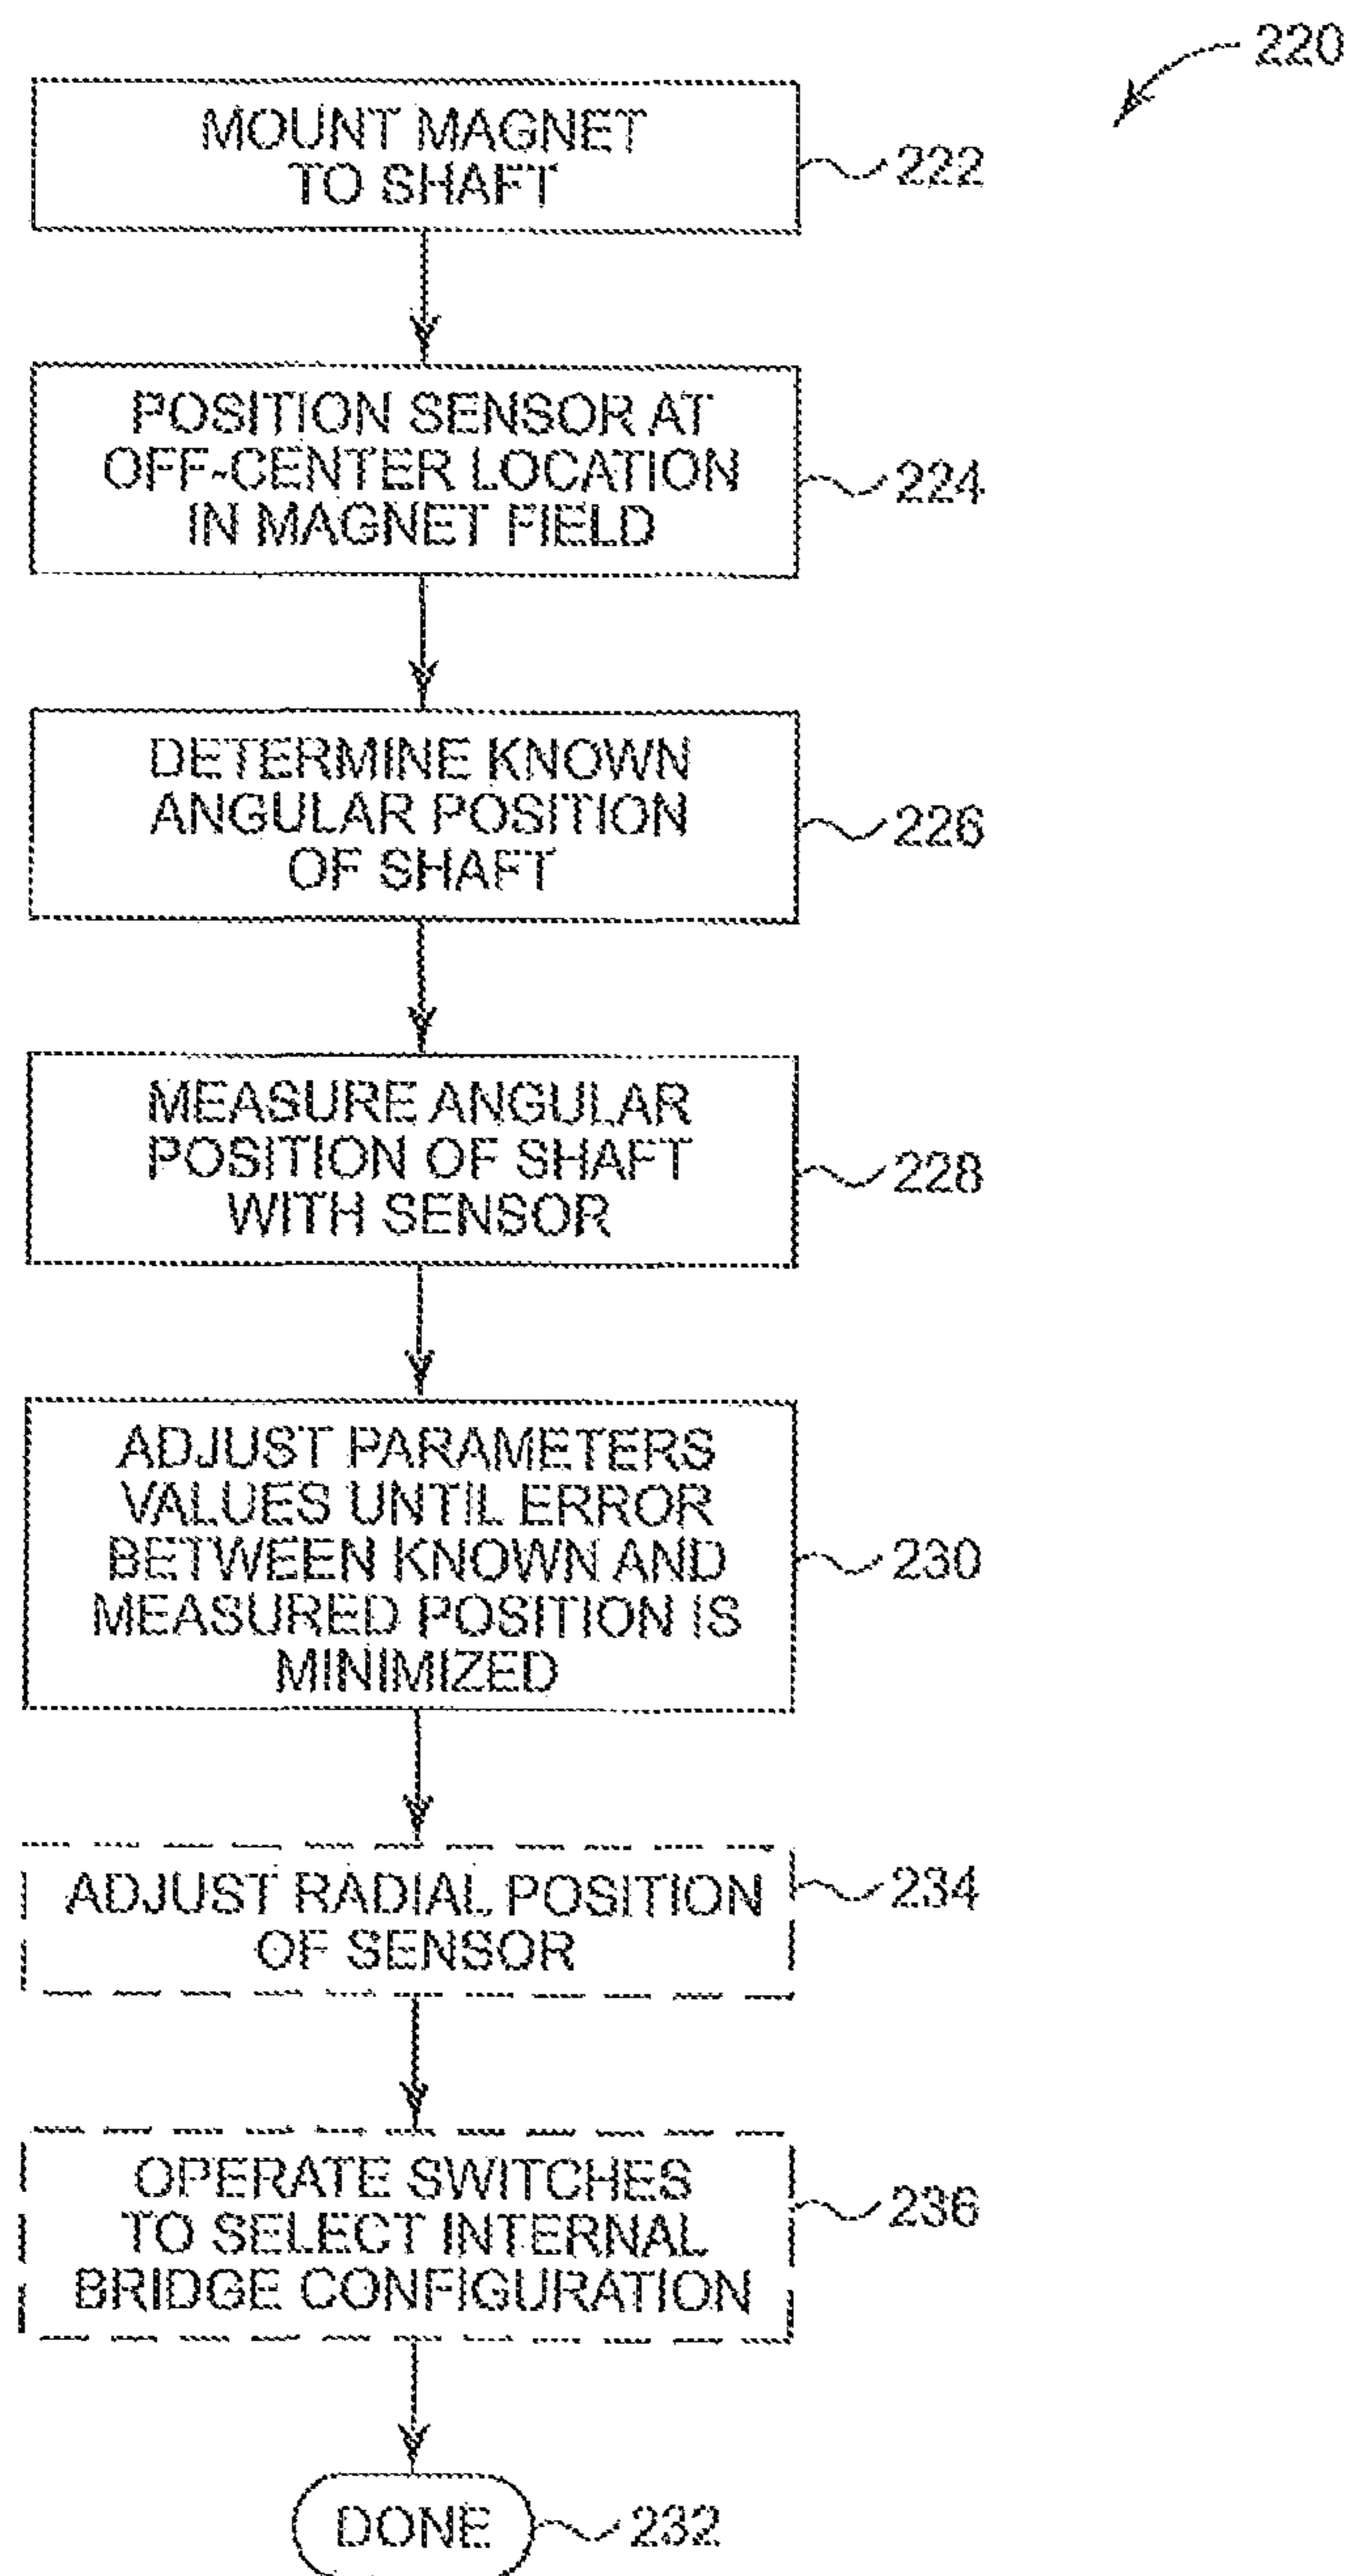 220
MOUNT MAGNET
TO SHAFT
222
POSITION SENSOR AT
OFF-CENTER LOCATION
IN MAGNET FIELD
224
DETERMINE KNOWN
ANGULAR POSITION
OF SHAFT
226
MEASURE ANGULAR
POSITION OF SHAFT
WITH SENSOR
228
ADJUST PARAMETERS
VALUES UNTIL ERROR
BETWEEN KNOWN AND
MEASURED POSITION IS
MINIMIZED
230
ADJUST RADIAL POSITION
OF SENSOR
234
OPERATE SWITCHES
TO SELECT INTERNAL
BRIDGE CONFIGURATION
236
DONE
232